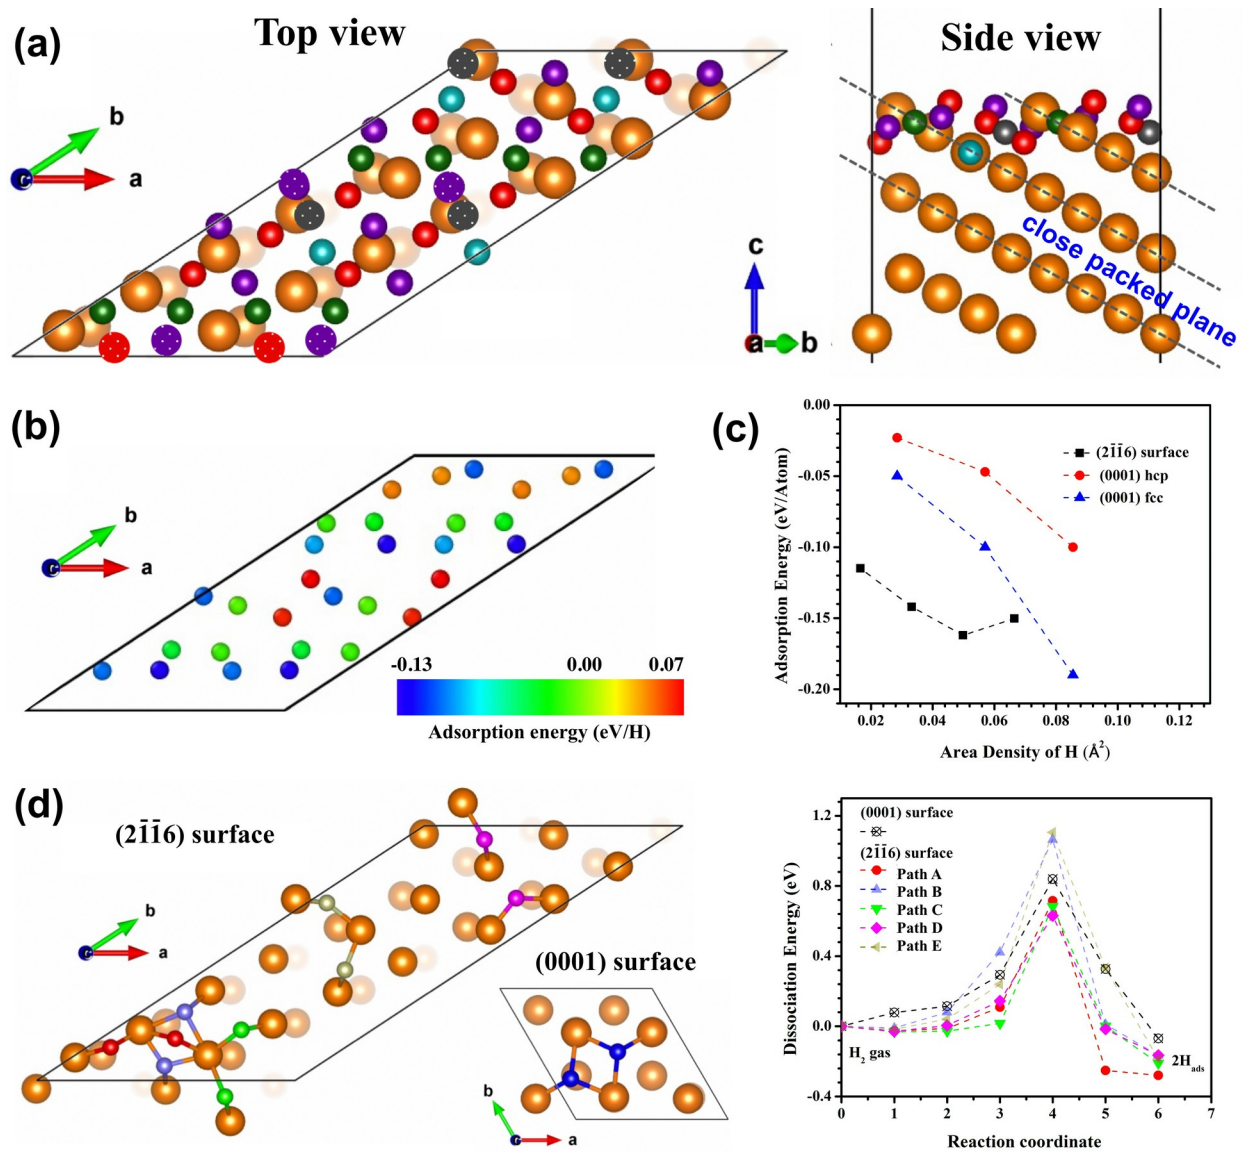 (a)
Top view
Side view
b
c
a
c
a
b
close packed plane
(b)
b
c
a
-0.13
0.00
0.07
Adsorption energy (eV/H)
(c)
0.00
-0.05
-0.10
-0.15
-0.20
Adsorption Energy (eV/Atom)
(21̄1̄6) surface
(0001) hcp
(0001) fcc
0.02
0.04
0.06
0.08
0.10
0.12
Area Density of H (Å²)
(d)
(21̄1̄6) surface
b
c
a
(0001) surface
b
c
a
1.2
0.8
0.4
0.0
-0.4
Dissociation Energy (eV)
(0001) surface
(21̄1̄6) surface
Path A
Path B
Path C
Path D
Path E
H₂ gas
2Hₐdₛ
0
1
2
3
4
5
6
7
Reaction coordinate